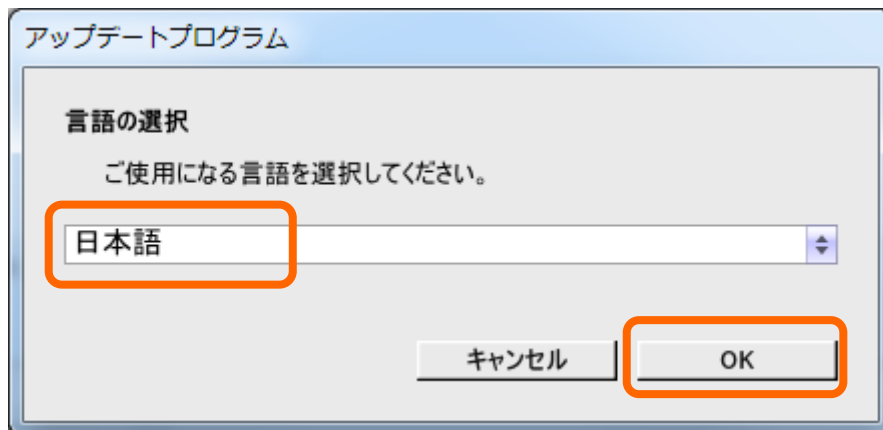 アップデートプログラム
言語の選択
ご使用になる言語を選択してください。
日本語
キャンセル
OK